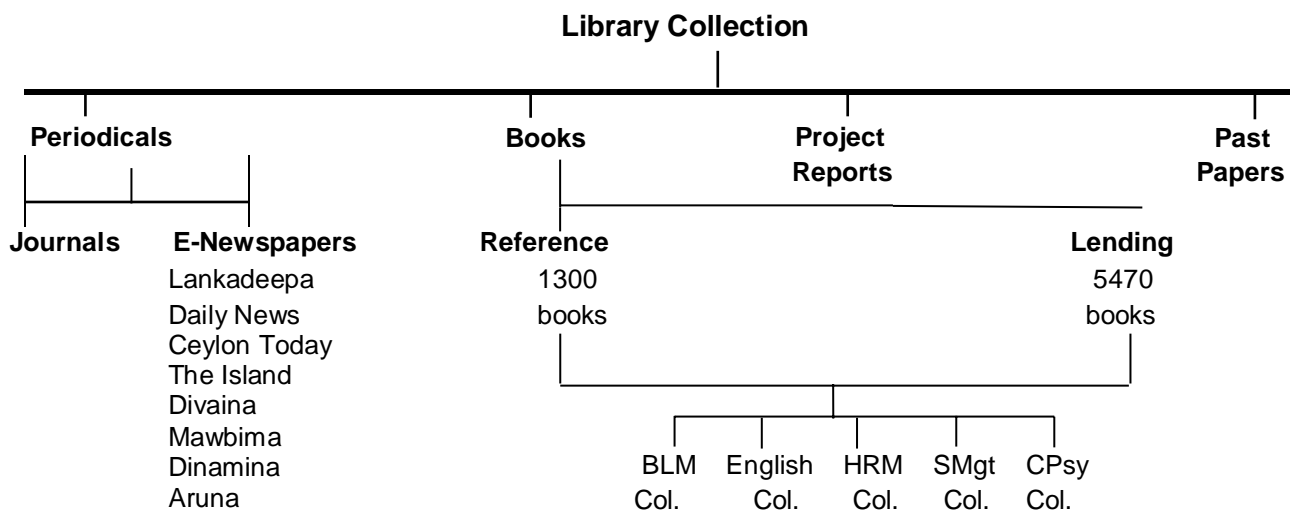 Library Collection
Periodicals Books Project Reports Past Papers
Journals E-Newspapers Reference Lending
Lankadeepa 1300 5470
Daily News books books
Ceylon Today
The Island
Divaina
Mawbima
Dinamina
Aruna
BLM Col. English Col. HRM Col. SMgt Col. CPsy Col.